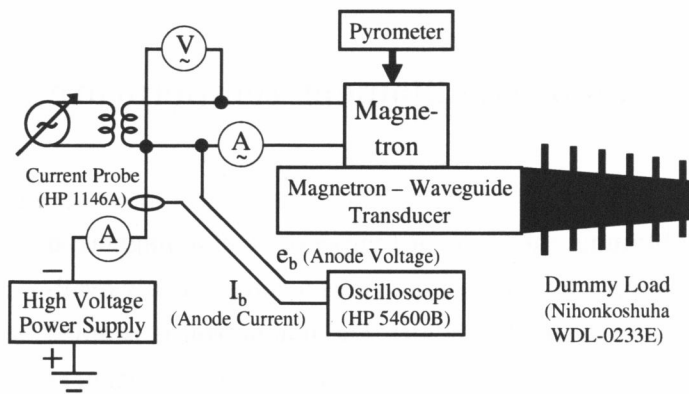 Pyrometer
V
~
Magne-
tron
~
A
~
Current Probe
(HP 1146A)
Magnetron – Waveguide
Transducer
A
e_b (Anode Voltage)
−
High Voltage
Power Supply
+
I_b
(Anode Current)
Oscilloscope
(HP 54600B)
Dummy Load
(Nihonkoshuha
WDL-0233E)